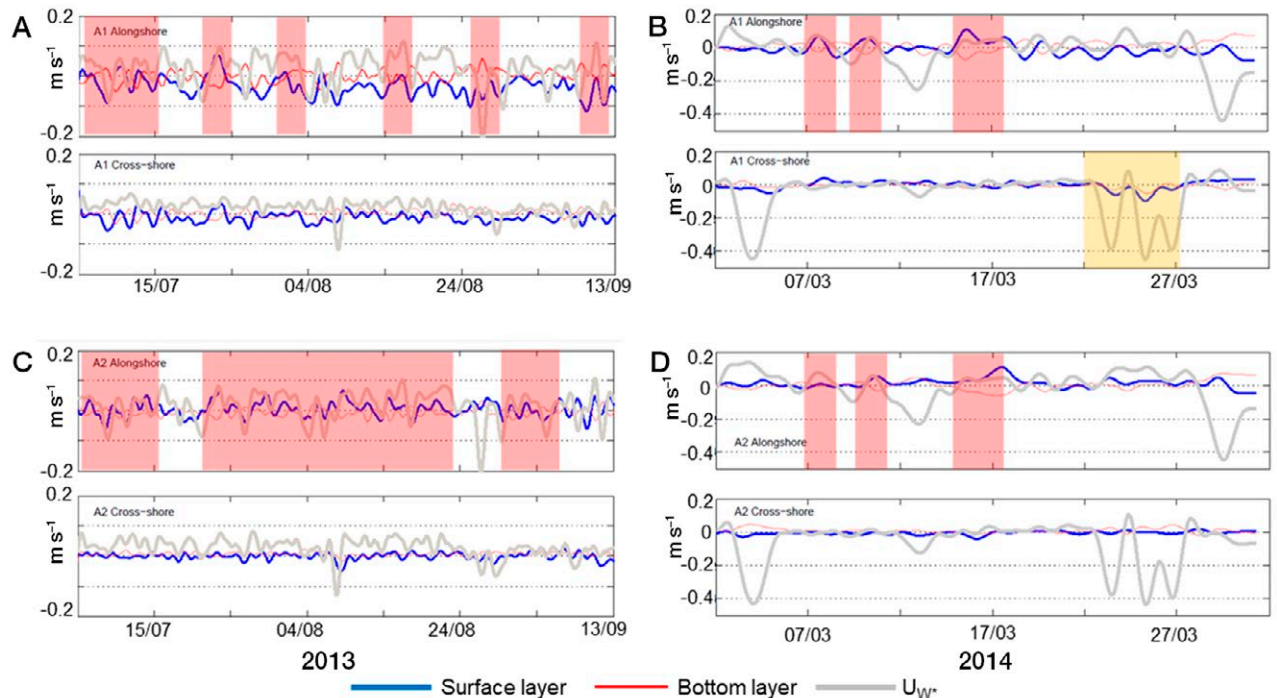 A
0.2
A1 Alongshore
m s⁻¹
-0.2
0.2
A1 Cross-shore
m s⁻¹
-0.2
15/07 04/08 24/08 13/09
B
0.2
A1 Alongshore
0
m s⁻¹
-0.2
-0.4
0.2
A1 Cross-shore
0
m s⁻¹
-0.2
-0.4
07/03 17/03 27/03
C
0.2
A2 Alongshore
m s⁻¹
-0.2
0.2
A2 Cross-shore
m s⁻¹
-0.2
15/07 04/08 24/08 13/09
2013
D
0.2
0
m s⁻¹
-0.2
-0.4
A2 Alongshore
0.2
A2 Cross-shore
0
m s⁻¹
-0.2
-0.4
07/03 17/03 27/03
2014
Surface layer Bottom layer U_W*